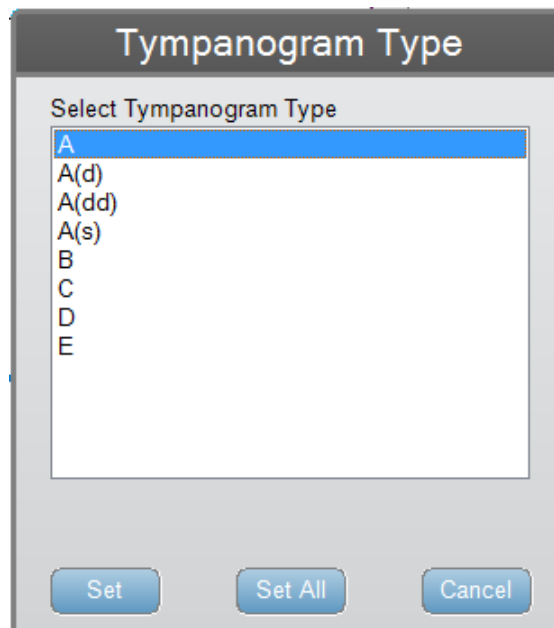 Tympanogram Type
Select Tympanogram Type
A
A(d)
A(dd)
A(s)
B
C
D
E
Set Set All Cancel